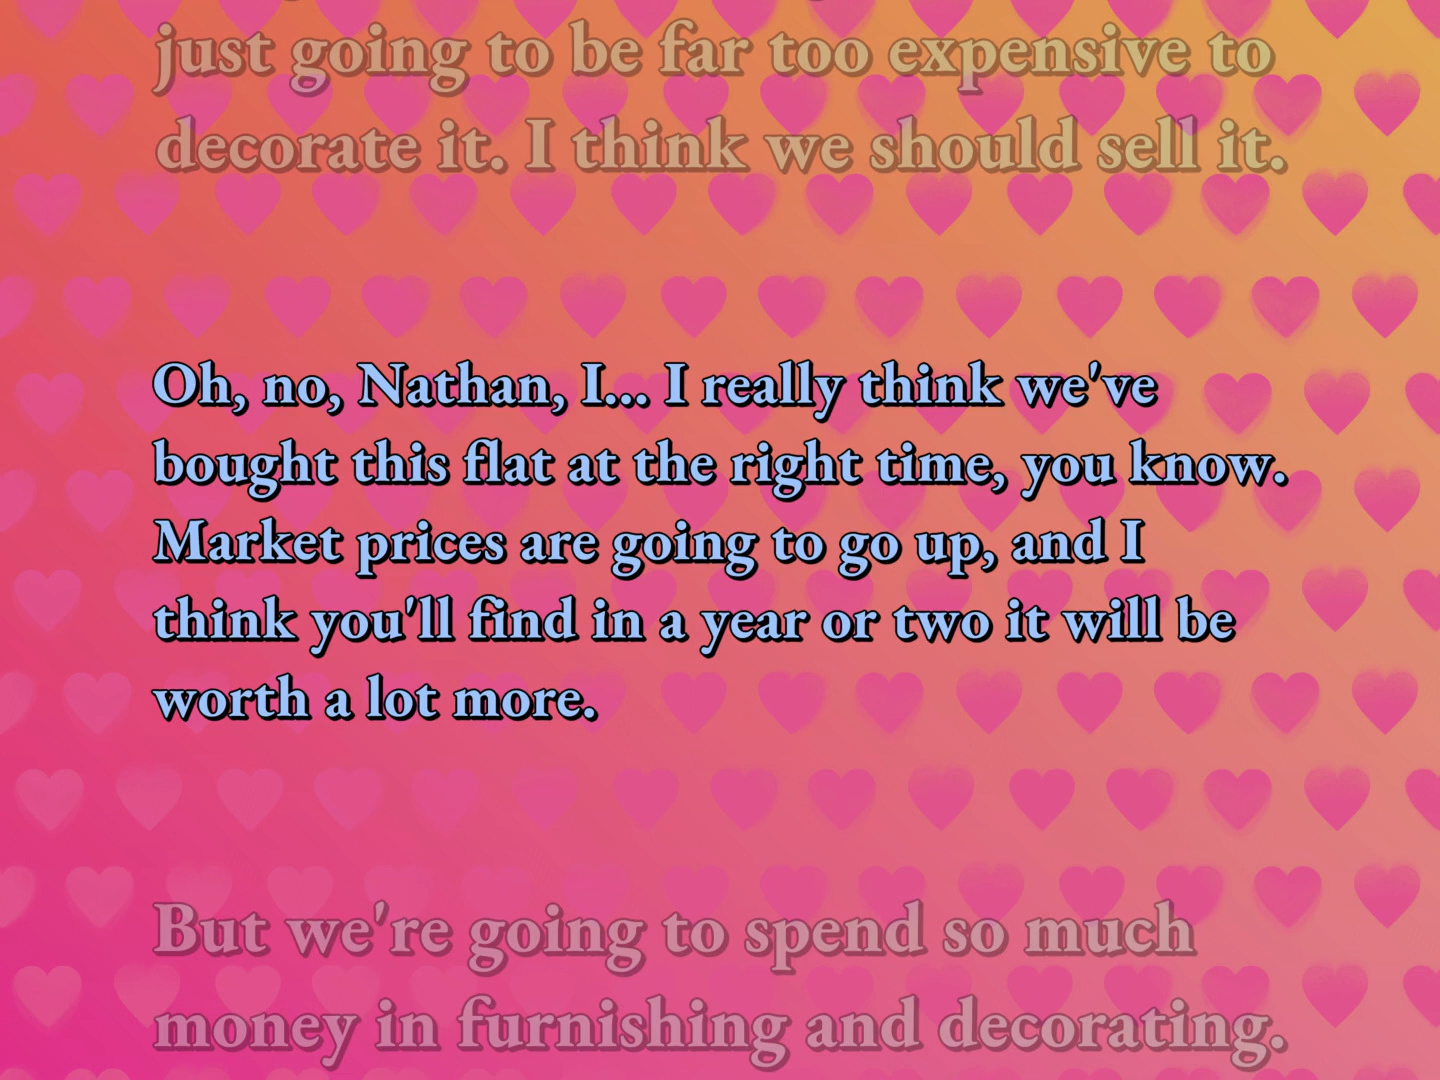 just going to be far too expensive to
decorate it. I think we should sell it.
Oh, no, Nathan, I... I really think we've
bought this flat at the right time, you know.
Market prices are going to go up, and I
think you'll find in a year or two it will be
worth a lot more.
But we're going to spend so much
money in furnishing and decorating.